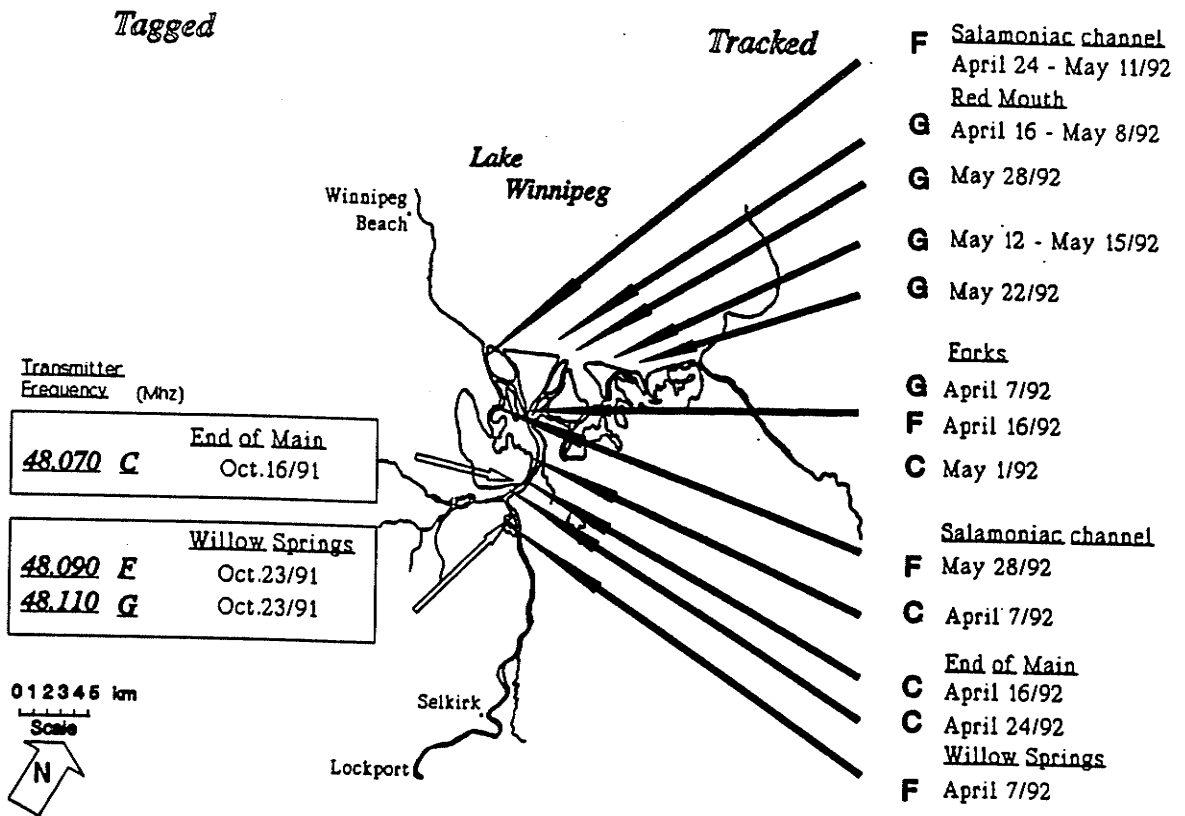 Tagged
Tracked
Lake
Winnipeg
Winnipeg
Beach
Transmitter
Frequency (Mhz)
End of Main
48.070 C Oct.16/91
Willow Springs
48.090 F Oct.23/91
48.110 G Oct.23/91
0 1 2 3 4 5 km
Scale
N
Selkirk
Lockport
Salamoniac channel
F April 24 - May 11/92
Red Mouth
G April 16 - May 8/92
G May 28/92
G May 12 - May 15/92
G May 22/92
Forks
G April 7/92
F April 16/92
C May 1/92
Salamoniac channel
F May 28/92
C April 7/92
End of Main
C April 16/92
C April 24/92
Willow Springs
F April 7/92